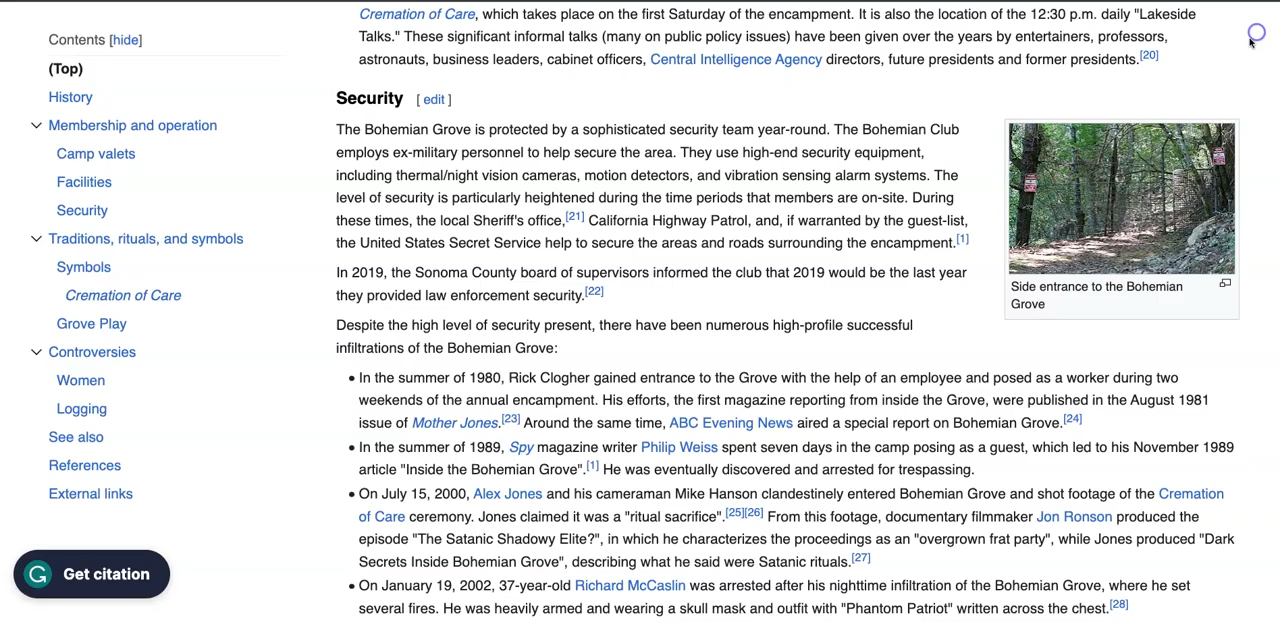 Contents [hide]
(Top)
History
Membership and operation
Camp valets
Facilities
Security
Traditions, rituals, and symbols
Symbols
Cremation of Care
Grove Play
Controversies
Women
Logging
See also
References
External links
Get citation
Cremation of Care, which takes place on the first Saturday of the encampment. It is also the location of the 12:30 p.m. daily "Lakeside
Talks." These significant informal talks (many on public policy issues) have been given over the years by entertainers, professors,
astronauts, business leaders, cabinet officers, Central Intelligence Agency directors, future presidents and former presidents.[20]
Security [ edit ]
The Bohemian Grove is protected by a sophisticated security team year-round. The Bohemian Club
employs ex-military personnel to help secure the area. They use high-end security equipment,
including thermal/night vision cameras, motion detectors, and vibration sensing alarm systems. The
level of security is particularly heightened during the time periods that members are on-site. During
these times, the local Sheriff's office,[21] California Highway Patrol, and, if warranted by the guest-list,
the United States Secret Service help to secure the areas and roads surrounding the encampment.[1]
In 2019, the Sonoma County board of supervisors informed the club that 2019 would be the last year
they provided law enforcement security.[22]
Side entrance to the Bohemian
Grove
Despite the high level of security present, there have been numerous high-profile successful
infiltrations of the Bohemian Grove:
• In the summer of 1980, Rick Clogher gained entrance to the Grove with the help of an employee and posed as a worker during two
weekends of the annual encampment. His efforts, the first magazine reporting from inside the Grove, were published in the August 1981
issue of Mother Jones.[23] Around the same time, ABC Evening News aired a special report on Bohemian Grove.[24]
• In the summer of 1989, Spy magazine writer Philip Weiss spent seven days in the camp posing as a guest, which led to his November 1989
article "Inside the Bohemian Grove".[1] He was eventually discovered and arrested for trespassing.
• On July 15, 2000, Alex Jones and his cameraman Mike Hanson clandestinely entered Bohemian Grove and shot footage of the Cremation
of Care ceremony. Jones claimed it was a "ritual sacrifice".[25][26] From this footage, documentary filmmaker Jon Ronson produced the
episode "The Satanic Shadowy Elite?", in which he characterizes the proceedings as an "overgrown frat party", while Jones produced "Dark
Secrets Inside Bohemian Grove", describing what he said were Satanic rituals.[27]
• On January 19, 2002, 37-year-old Richard McCaslin was arrested after his nighttime infiltration of the Bohemian Grove, where he set
several fires. He was heavily armed and wearing a skull mask and outfit with "Phantom Patriot" written across the chest.[28]